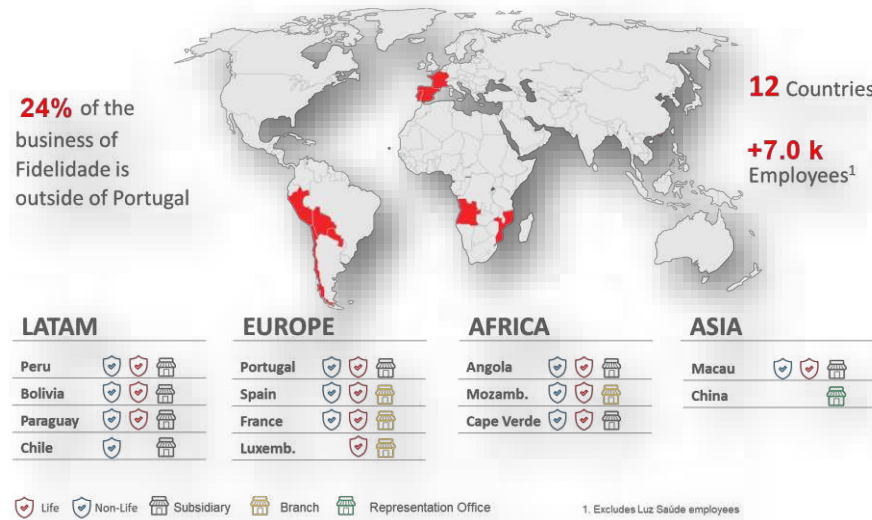 24% of the
business of
Fidelidade is
outside of Portugal
12 Countries
+7.0 k
Employees1
LATAM
Peru
Bolivia
Paraguay
Chile
EUROPE
Portugal
Spain
France
Luxemb.
AFRICA
Angola
Mozamb.
Cape Verde
ASIA
Macau
China
Life Non-Life Subsidiary Branch Representation Office
1. Excludes Luz Saúde employees